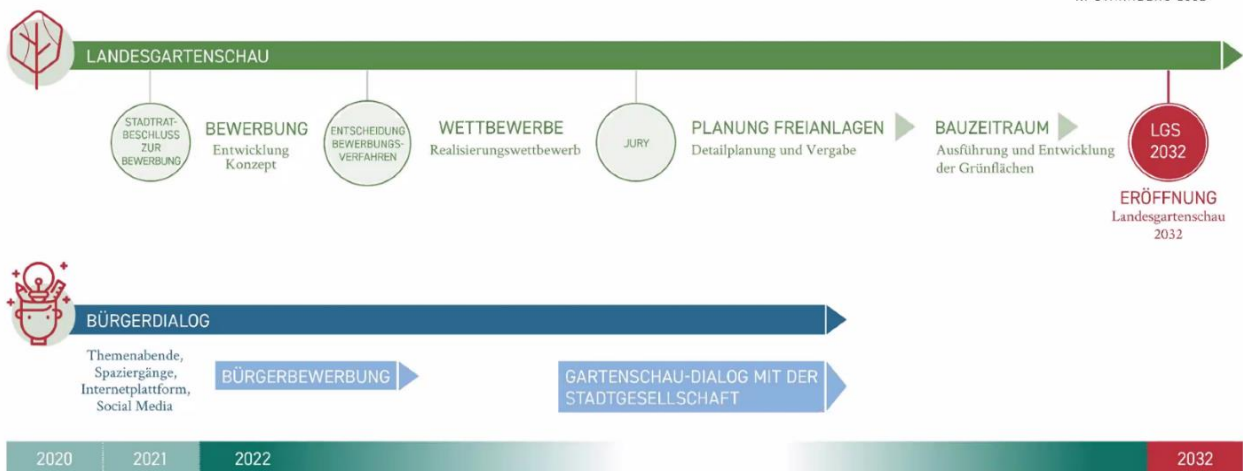 LANDESGARTENSCHAU
STADTRAT-
BESCHLUSS
ZUR
BEWERBUNG
BEWERBUNG
Entwicklung
Konzept
ENTSCHEIDUNG
BEWERBUNGS-
VERFAHREN
WETTBEWERBE
Realisierungswettbewerb
JURY
PLANUNG FREIANLAGEN
Detailplanung und Vergabe
BAUZEITRAUM
Ausführung und Entwicklung
der Grünflächen
LGS
2032
ERÖFFNUNG
Landesgartenschau
2032
BÜRGERDIALOG
Themenabende,
Spaziergänge,
Internetplattform,
Social Media
BÜRGERBEWERBUNG
GARTENSCHAU-DIALOG MIT DER
STADTGESELLSCHAFT
2020 2021 2022 2032